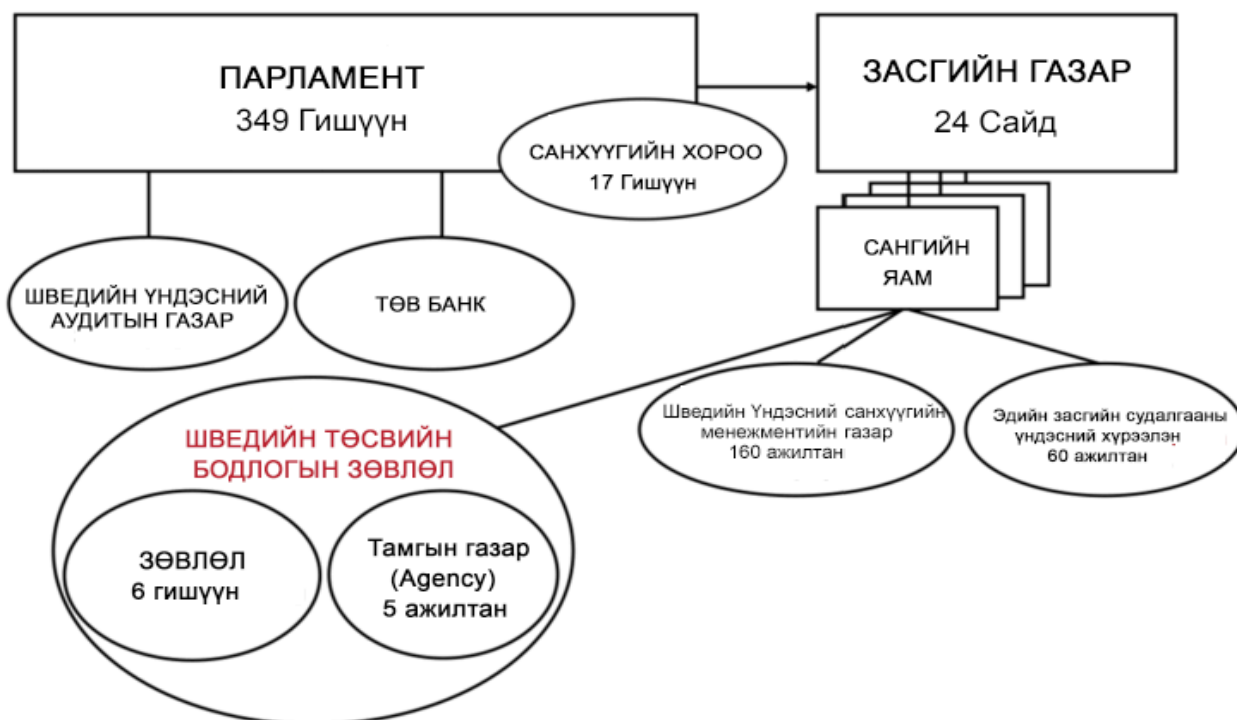 ПАРЛАМЕНТ
349 Гишүүн
ЗАСГИЙН ГАЗАР
24 Сайд
САНХҮҮГИЙН ХОРОО
17 Гишүүн
САНГИЙН
ЯАМ
ШВЕДИЙН ҮНДЭСНИЙ
АУДИТЫН ГАЗАР
ТӨВ БАНК
Шведийн Үндэсний санхүүгийн
менежментийн газар
160 ажилтан
Эдийн засгийн судалгааны
үндэсний хүрээлэн
60 ажилтан
ШВЕДИЙН ТӨСВИЙН
БОДЛОГЫН ЗӨВЛӨЛ
ЗӨВЛӨЛ
6 гишүүн
Тамгын газар
(Agency)
5 ажилтан